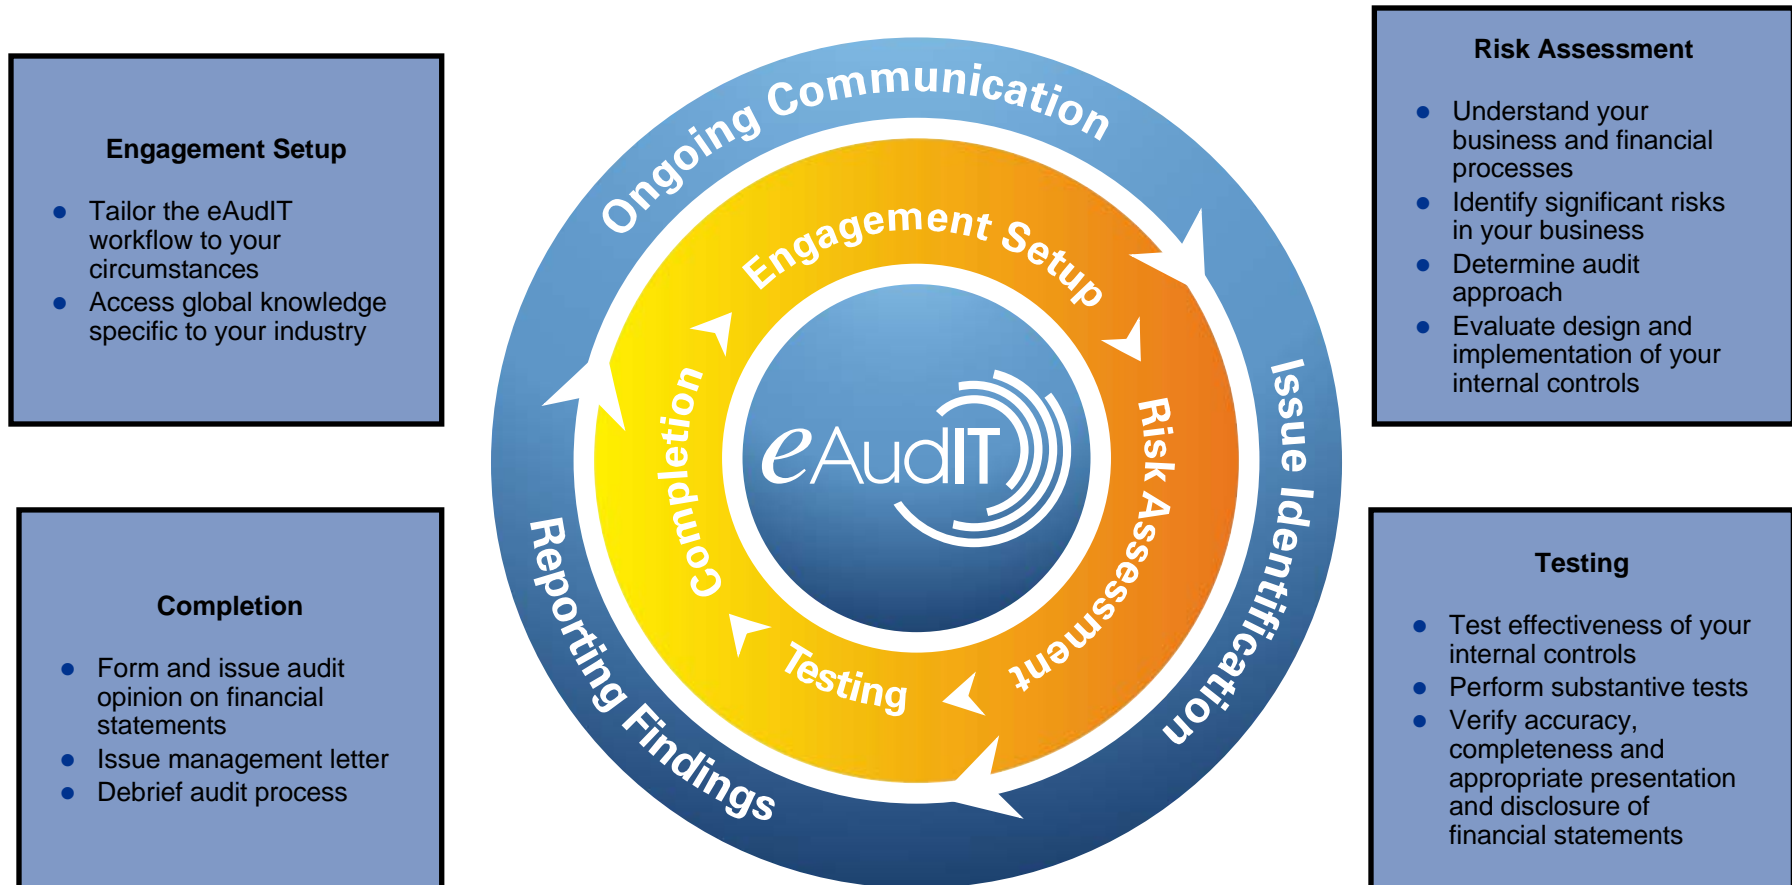 Engagement Setup
Tailor the eAudIT
workflow to your
circumstances
Access global knowledge
specific to your industry
Completion
Form and issue audit
opinion on financial
statements
Issue management letter
Debrief audit process
Ongoing Communication
Issue Identification
Reporting Findings
Engagement Setup
Risk Assessment
Testing
Completion
eAudIT
Risk Assessment
Understand your
business and financial
processes
Identify significant risks
in your business
Determine audit
approach
Evaluate design and
implementation of your
internal controls
Testing
Test effectiveness of your
internal controls
Perform substantive tests
Verify accuracy,
completeness and
appropriate presentation
and disclosure of
financial statements